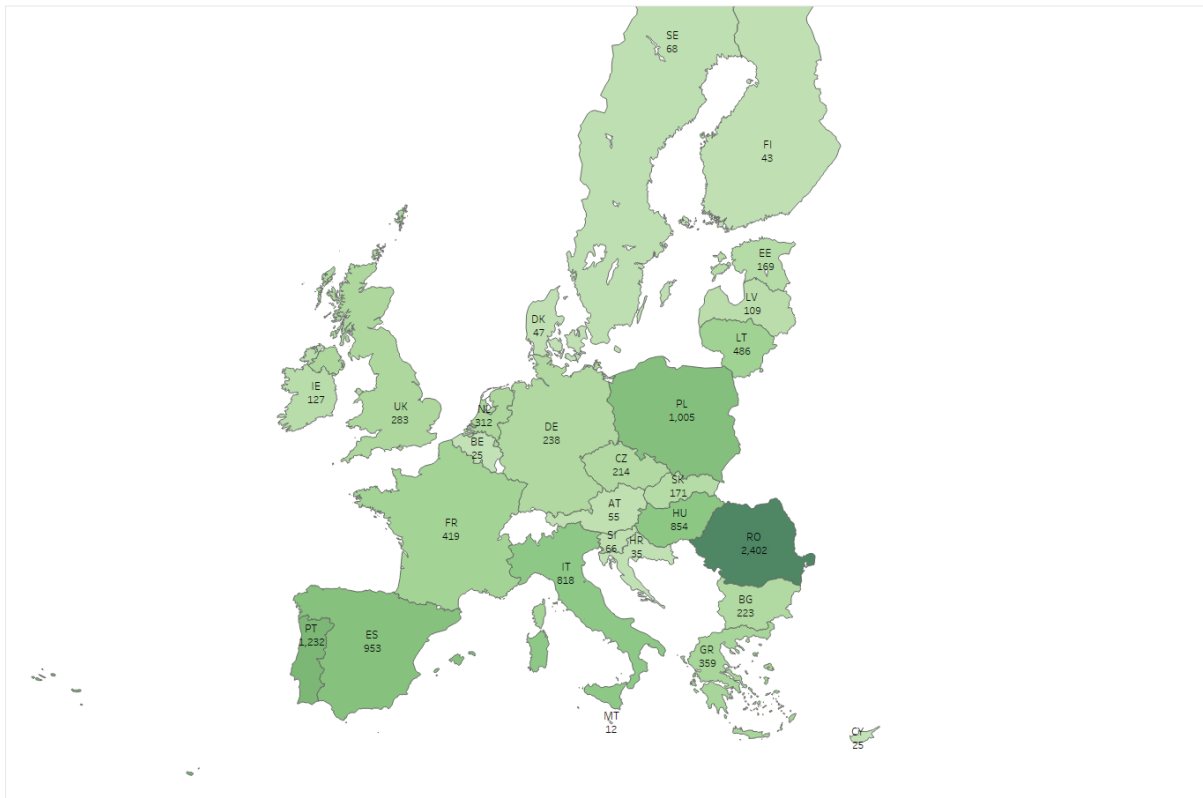 SE
68
FI
43
EE
169
LV
109
DK
47
LT
486
IE
127
UK
283
NL
312
PL
1,005
DE
238
BE
25
CZ
214
SK
171
AT
55
HU
854
FR
419
SI
66
HR
35
RO
2,402
IT
818
BG
223
PT
1,232
ES
953
GR
359
MT
12
CY
25